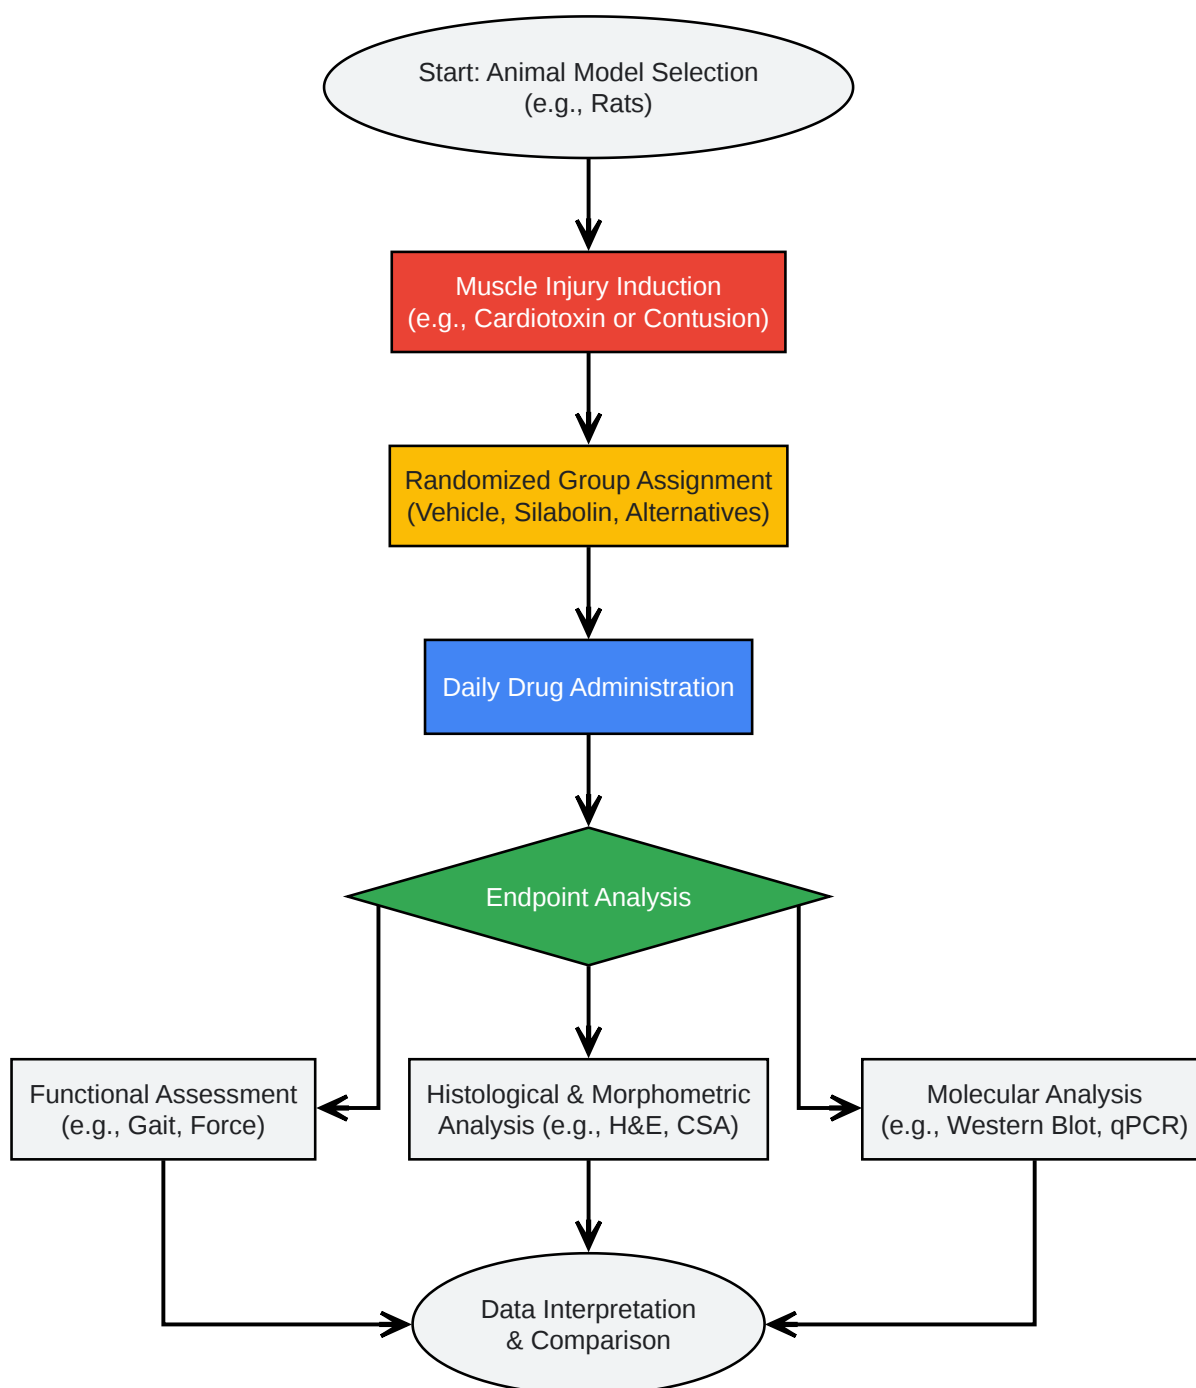 Start: Animal Model Selection
(e.g., Rats)
Muscle Injury Induction
(e.g., Cardiotoxin or Contusion)
Randomized Group Assignment
(Vehicle, Silabolin, Alternatives)
Daily Drug Administration
Endpoint Analysis
Functional Assessment
(e.g., Gait, Force)
Histological & Morphometric
Analysis (e.g., H&E, CSA)
Molecular Analysis
(e.g., Western Blot, qPCR)
Data Interpretation
& Comparison